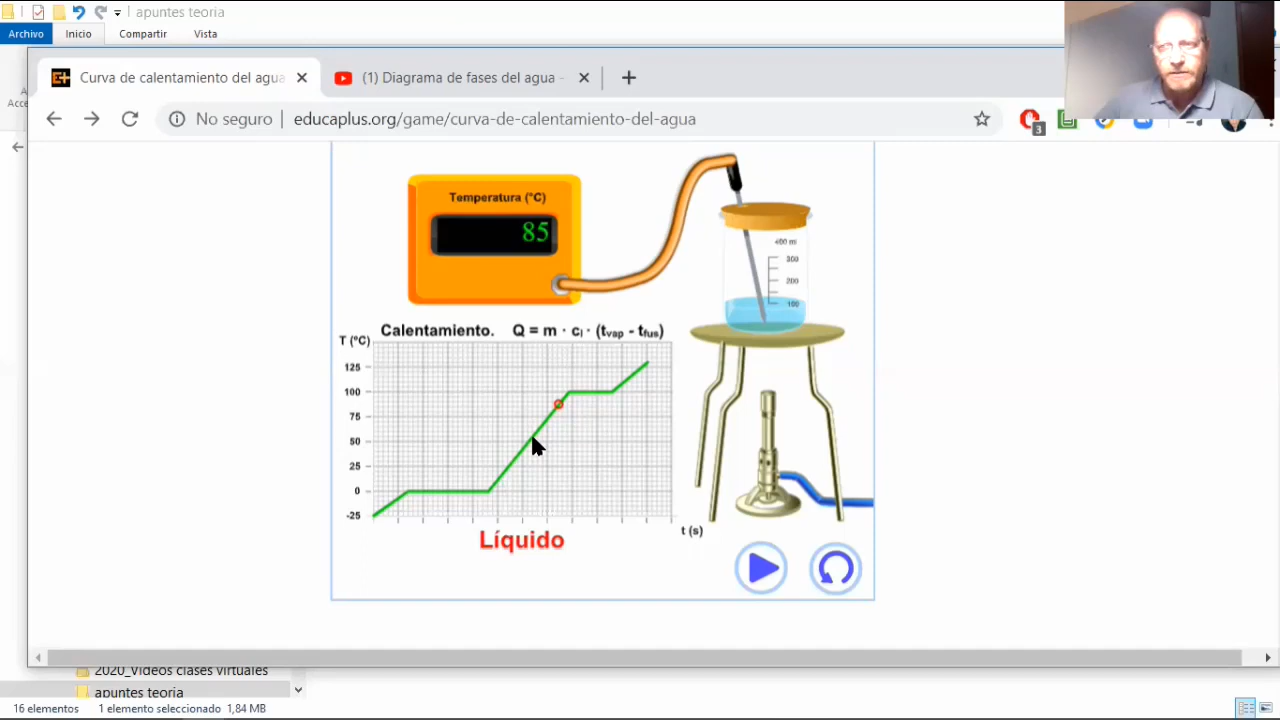 apuntes teoria
Archivo
Inicio
Compartir
Vista
Curva de calentamiento del agua
(1) Diagrama de fases del agua -
No seguro
educaplus.org/game/curva-de-calentamiento-del-agua
3
Temperatura (°C)
85
400 m
300
200
100
Calentamiento. Q = m · cl · (tvap - tfus)
T (°C)
125
100
75
50
25
0
-25
t (s)
Líquido
2020_Videos clases virtuales
apuntes teoria
16 elementos
1 elemento seleccionado 1,84 MB